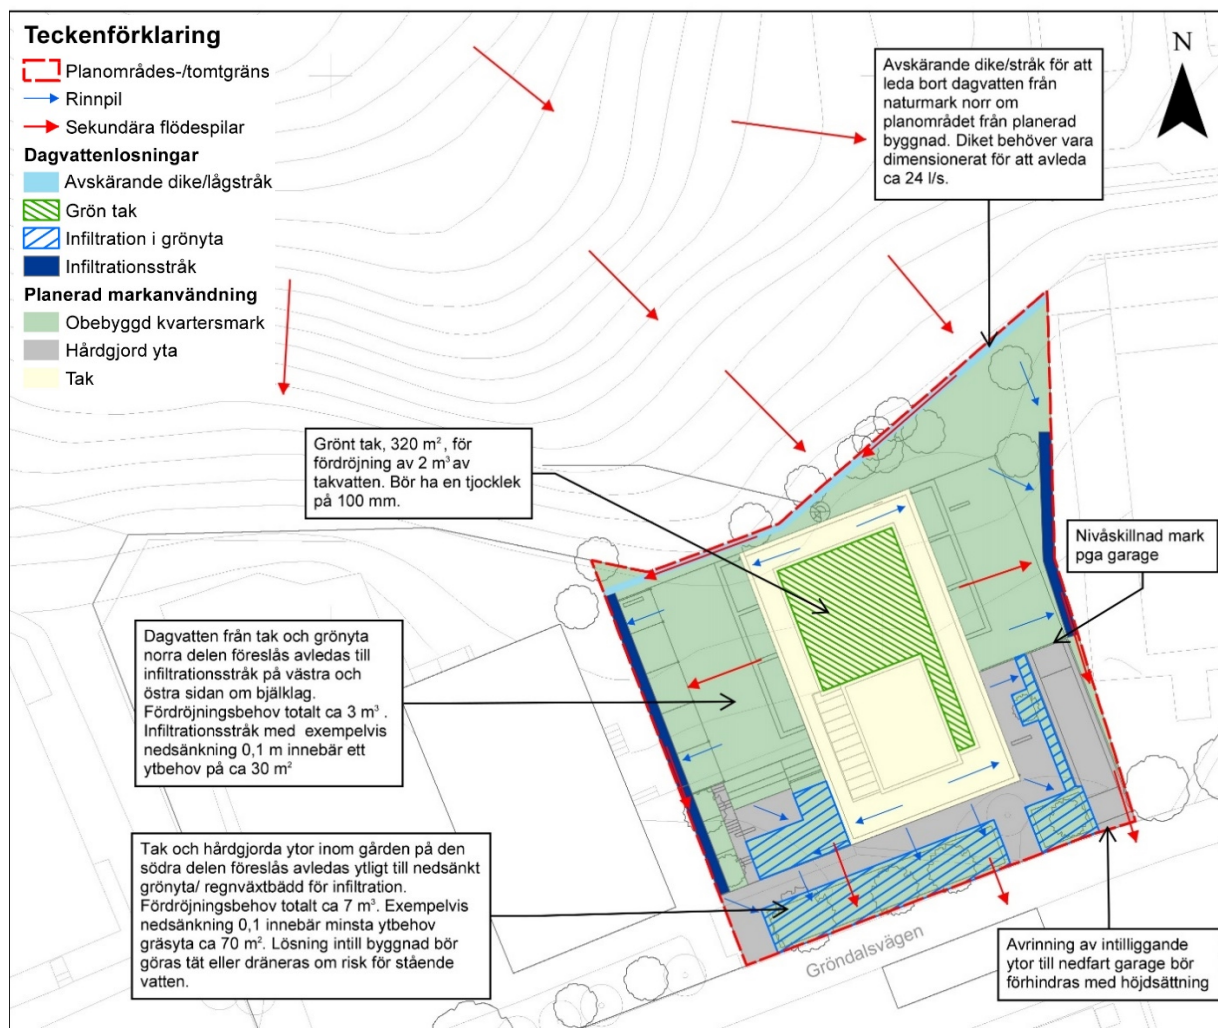 Teckenförklaring
Planområdes-/tomtgräns
Rinnpil
Sekundära flödespilar
Dagvattenlosningar
Avskärande dike/lågstråk
Grön tak
Infiltration i grönyta
Infiltrationsstråk
Planerad markanvändning
Obebyggd kvartersmark
Hårdgjord yta
Tak
Avskärande dike/stråk för att
leda bort dagvatten från
naturmark norr om
planområdet från planerad
byggnad. Diket behöver vara
dimensionerat för att avleda
ca 24 l/s.
N
Grönt tak, 320 m², för
fördröjning av 2 m³ av
takvatten. Bör ha en tjocklek
på 100 mm.
Nivåskillnad mark
pga garage
Dagvatten från tak och grönyta
norra delen föreslås avledas till
infiltrationsstråk på västra och
östra sidan om bjälklag.
Fördröjningsbehov totalt ca 3 m³ .
Infiltrationsstråk med exempelvis
nedsänkning 0,1 m innebär ett
ytbehov på ca 30 m²
Tak och hårdgjorda ytor inom gården på den
södra delen föreslås avledas ytligt till nedsänkt
grönyta/ regnväxtbädd för infiltration.
Fördröjningsbehov totalt ca 7 m³. Exempelvis
nedsänkning 0,1 innebär minsta ytbehov
gräsyta ca 70 m². Lösning intill byggnad bör
göras tät eller dräneras om risk för stående
vatten.
Gröndalsvägen
Avrinning av intilliggande
ytor till nedfart garage bör
förhindras med höjdsättning